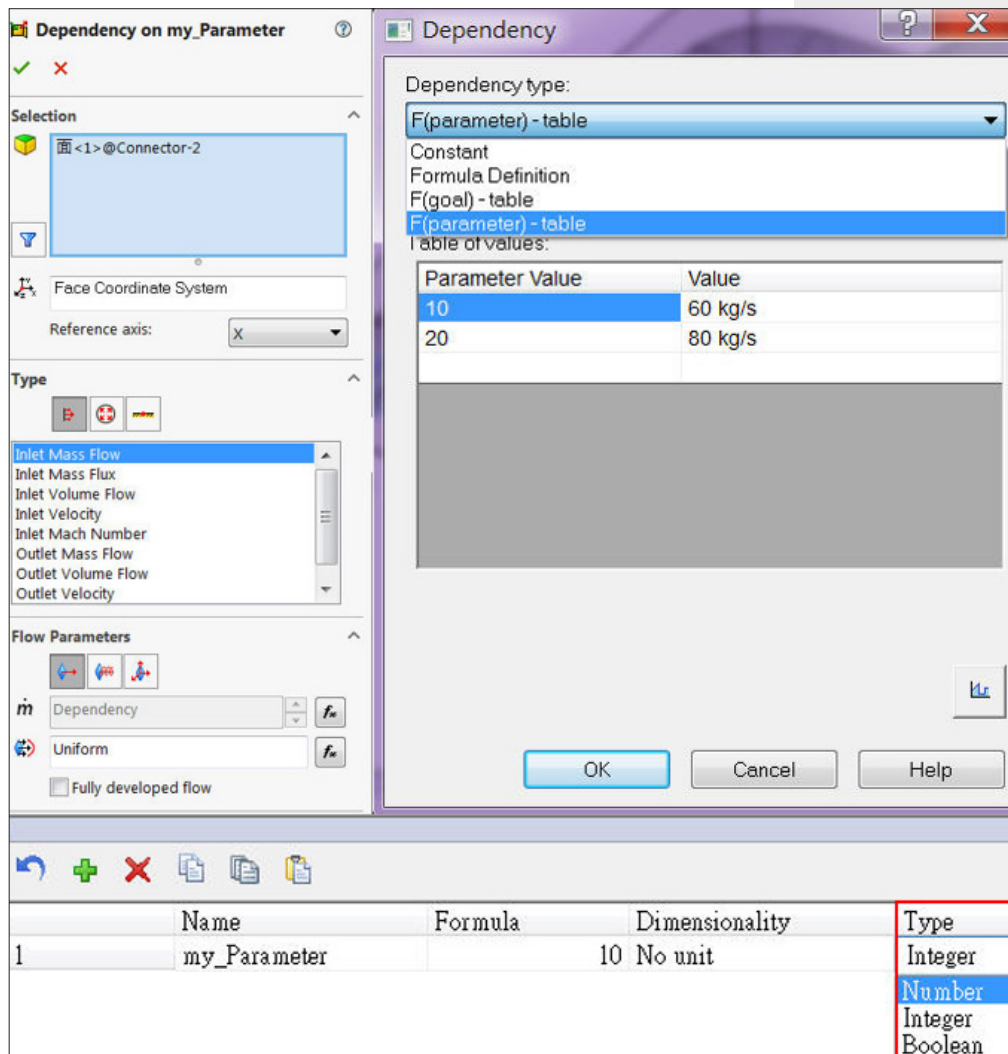 Dependency on my_Parameter
Selection
面<1>@Connector-2
Face Coordinate System
Reference axis:
X
Type
Inlet Mass Flow
Inlet Mass Flux
Inlet Volume Flow
Inlet Velocity
Inlet Mach Number
Outlet Mass Flow
Outlet Volume Flow
Outlet Velocity
Flow Parameters
ṁ Dependency
Uniform
Fully developed flow
Dependency
Dependency type:
F(parameter) - table
Constant
Formula Definition
F(goal) - table
F(parameter) - table
Table of values:
Parameter Value Value
10 60 kg/s
20 80 kg/s
OK Cancel Help
Name Formula Dimensionality Type
1 my_Parameter 10 No unit Integer
Number
Integer
Boolean